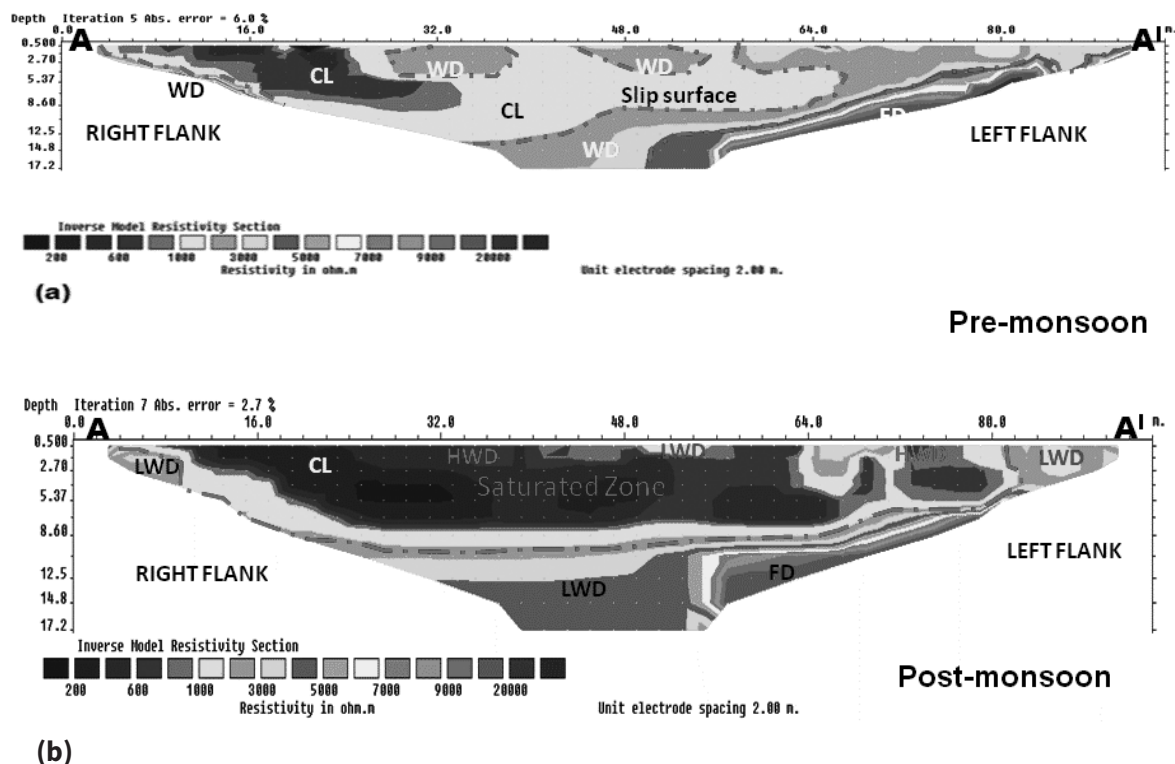 Depth Iteration 5 Abs. error = 6.0 %
0.0 16.0 32.0 48.0 64.0 80.0 m.
A AI
0.500
2.70
5.37
8.60
12.5
14.8
17.2
CL WD WD
WD CL Slip surface FD
RIGHT FLANK WD LEFT FLANK
Inverse Model Resistivity Section
200 600 1000 3000 5000 7000 9000 20000
Resistivity in ohm.m Unit electrode spacing 2.00 m.
(a)
Pre-monsoon
Depth Iteration 7 Abs. error = 2.7 %
0.0 16.0 32.0 48.0 64.0 80.0 m.
A AI
0.500
2.70
5.37
8.60
12.5
14.8
17.2
LWD CL HWD LWD HWD LWD
Saturated Zone
RIGHT FLANK LWD FD LEFT FLANK
Inverse Model Resistivity Section
200 600 1000 3000 5000 7000 9000 20000
Resistivity in ohm.m Unit electrode spacing 2.00 m.
Post-monsoon
(b)